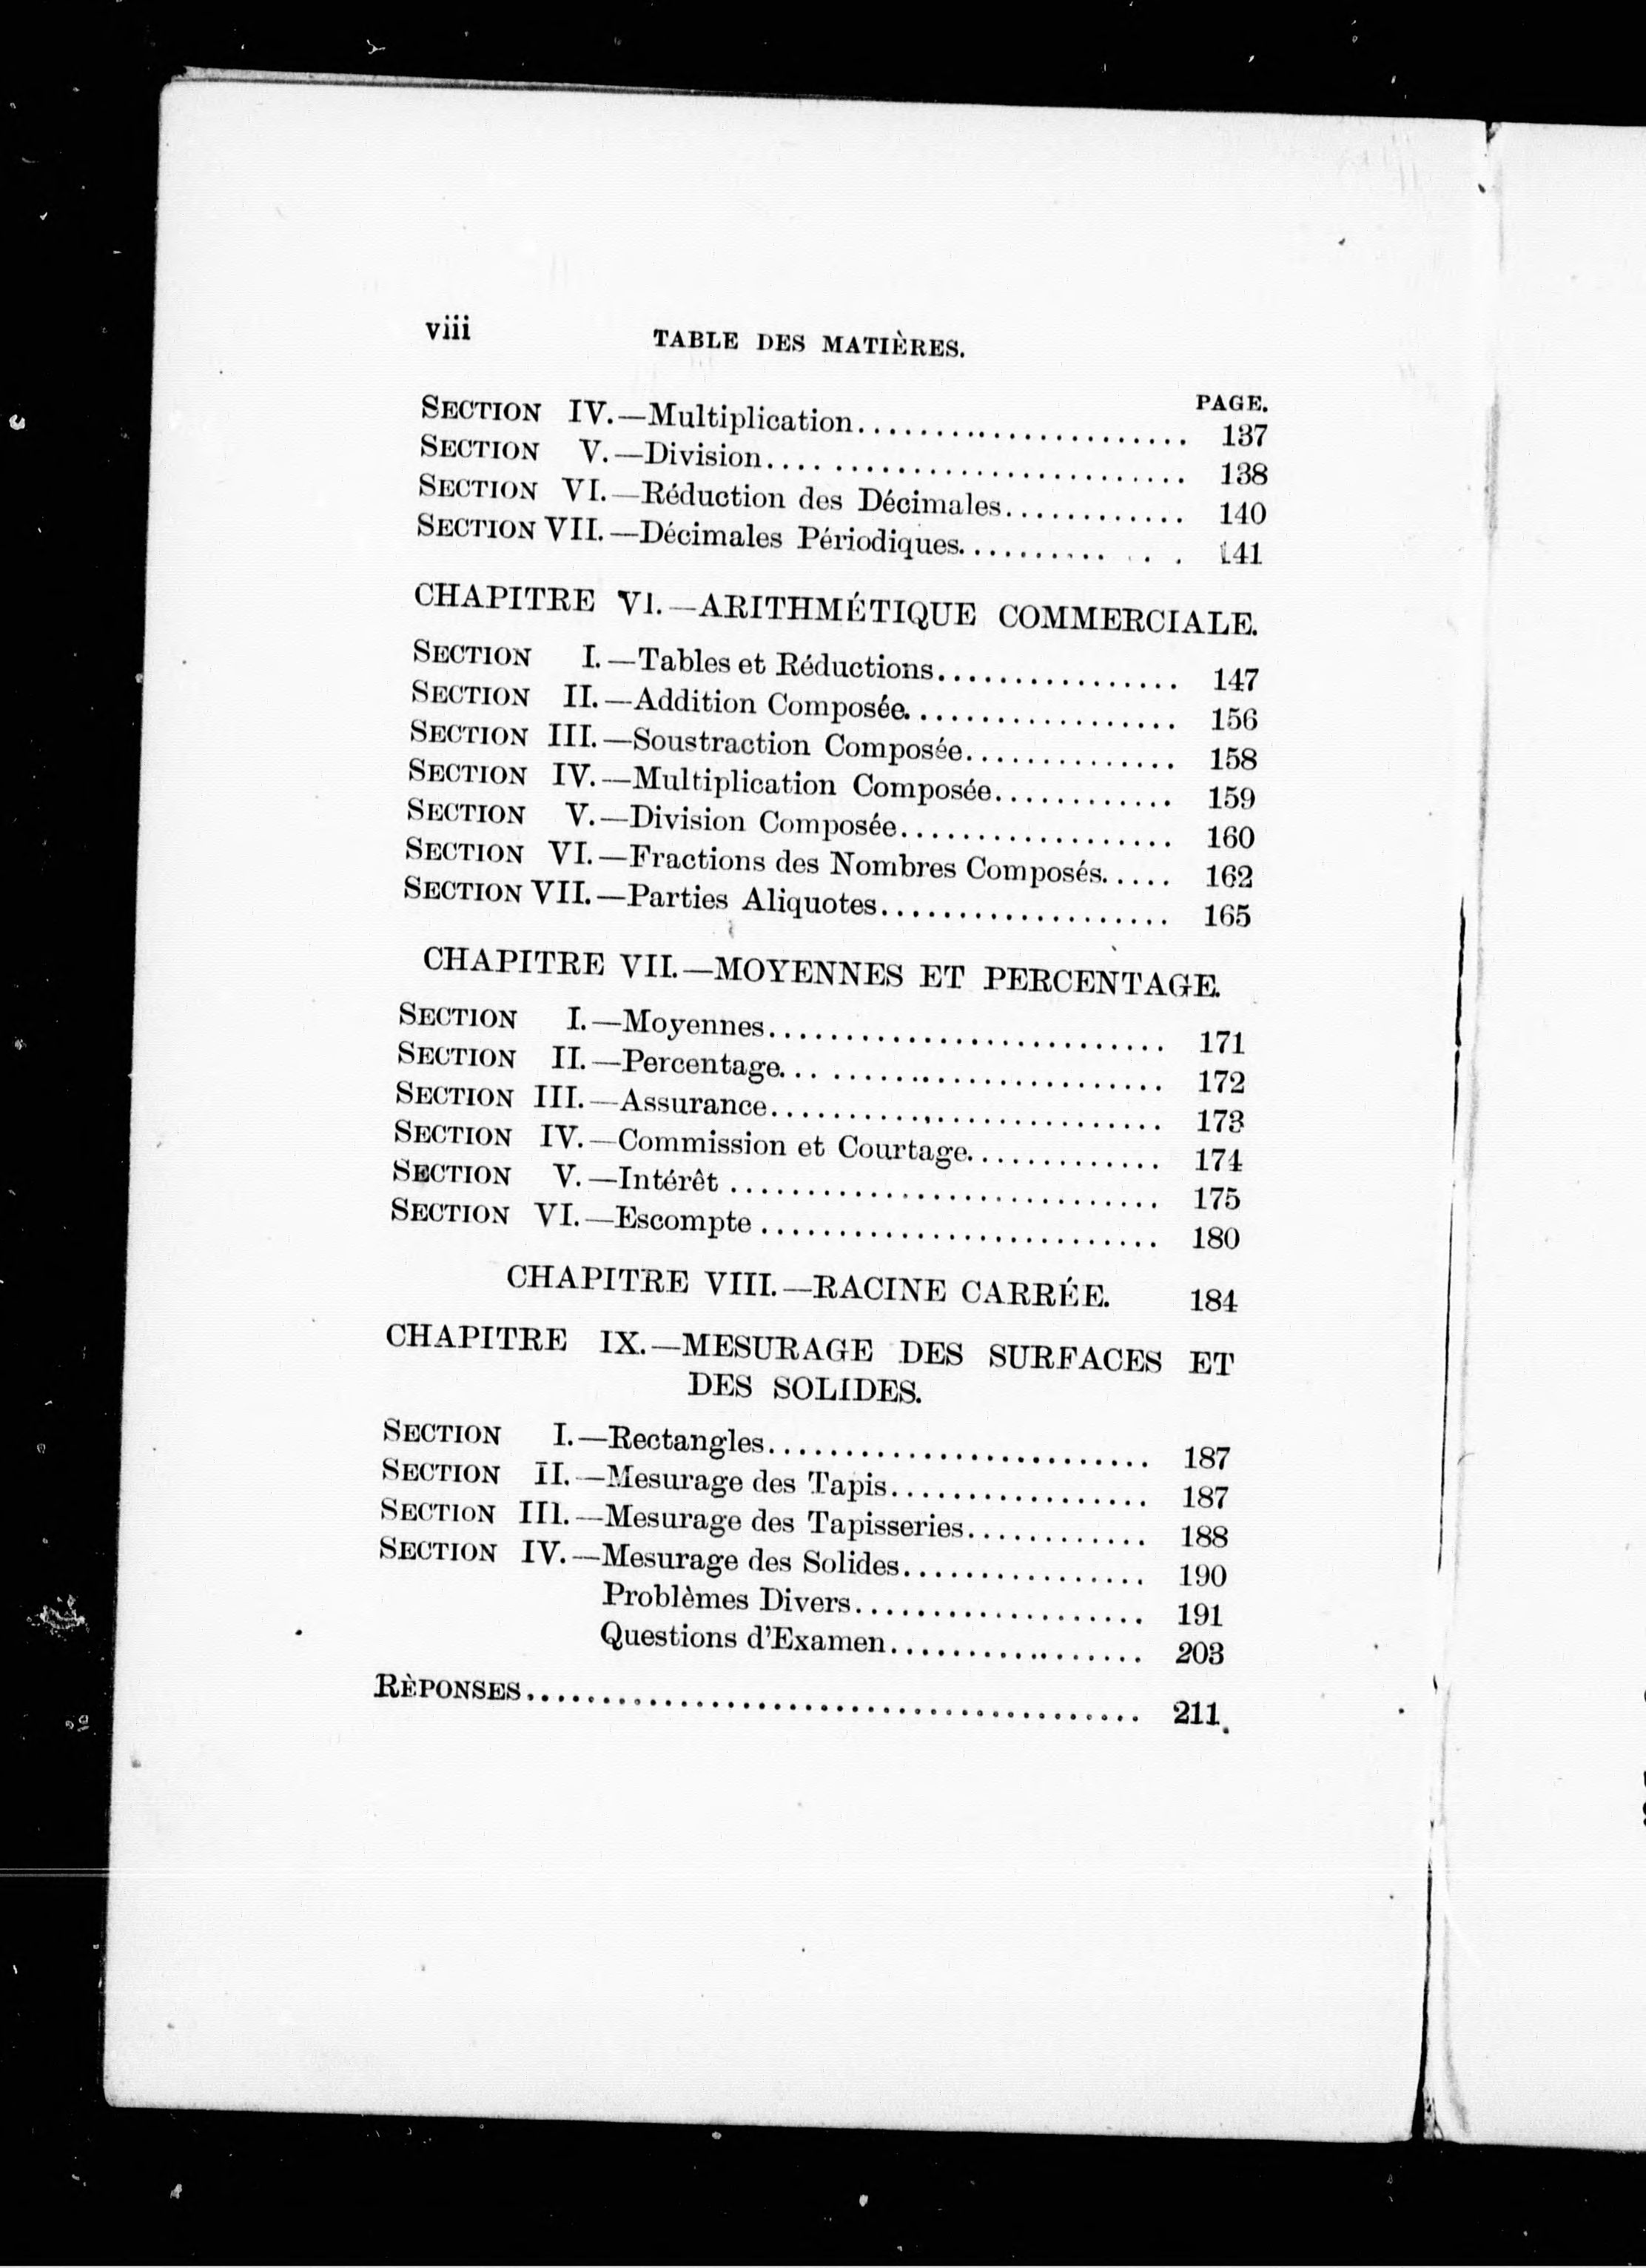 viii TABLE DES MATIÈRES.
PAGE.
SECTION IV.—Multiplication........................ 137
SECTION V.—Division............................ 138
SECTION VI.—Réduction des Décimales............ 140
SECTION VII.—Décimales Périodiques............ 141
CHAPITRE VI.—ARITHMÉTIQUE COMMERCIALE.
SECTION I.—Tables et Réductions................ 147
SECTION II.—Addition Composée.................. 156
SECTION III.—Soustraction Composée.............. 158
SECTION IV.—Multiplication Composée............ 159
SECTION V.—Division Composée.................. 160
SECTION VI.—Fractions des Nombres Composés..... 162
SECTION VII.—Parties Aliquotes................... 165
CHAPITRE VII.—MOYENNES ET PERCENTAGE.
SECTION I.—Moyennes.......................... 171
SECTION II.—Percentage......................... 172
SECTION III.—Assurance.......................... 173
SECTION IV.—Commission et Courtage............. 174
SECTION V.—Intérêt ............................ 175
SECTION VI.—Escompte .......................... 180
CHAPITRE VIII.—RACINE CARRÉE. 184
CHAPITRE IX.—MESURAGE DES SURFACES ET
DES SOLIDES.
SECTION I.—Rectangles......................... 187
SECTION II.—Mesurage des Tapis................. 187
SECTION III.—Mesurage des Tapisseries............ 188
SECTION IV.—Mesurage des Solides................ 190
Problèmes Divers................... 191
Questions d'Examen................. 203
RÈPONSES........................................ 211.